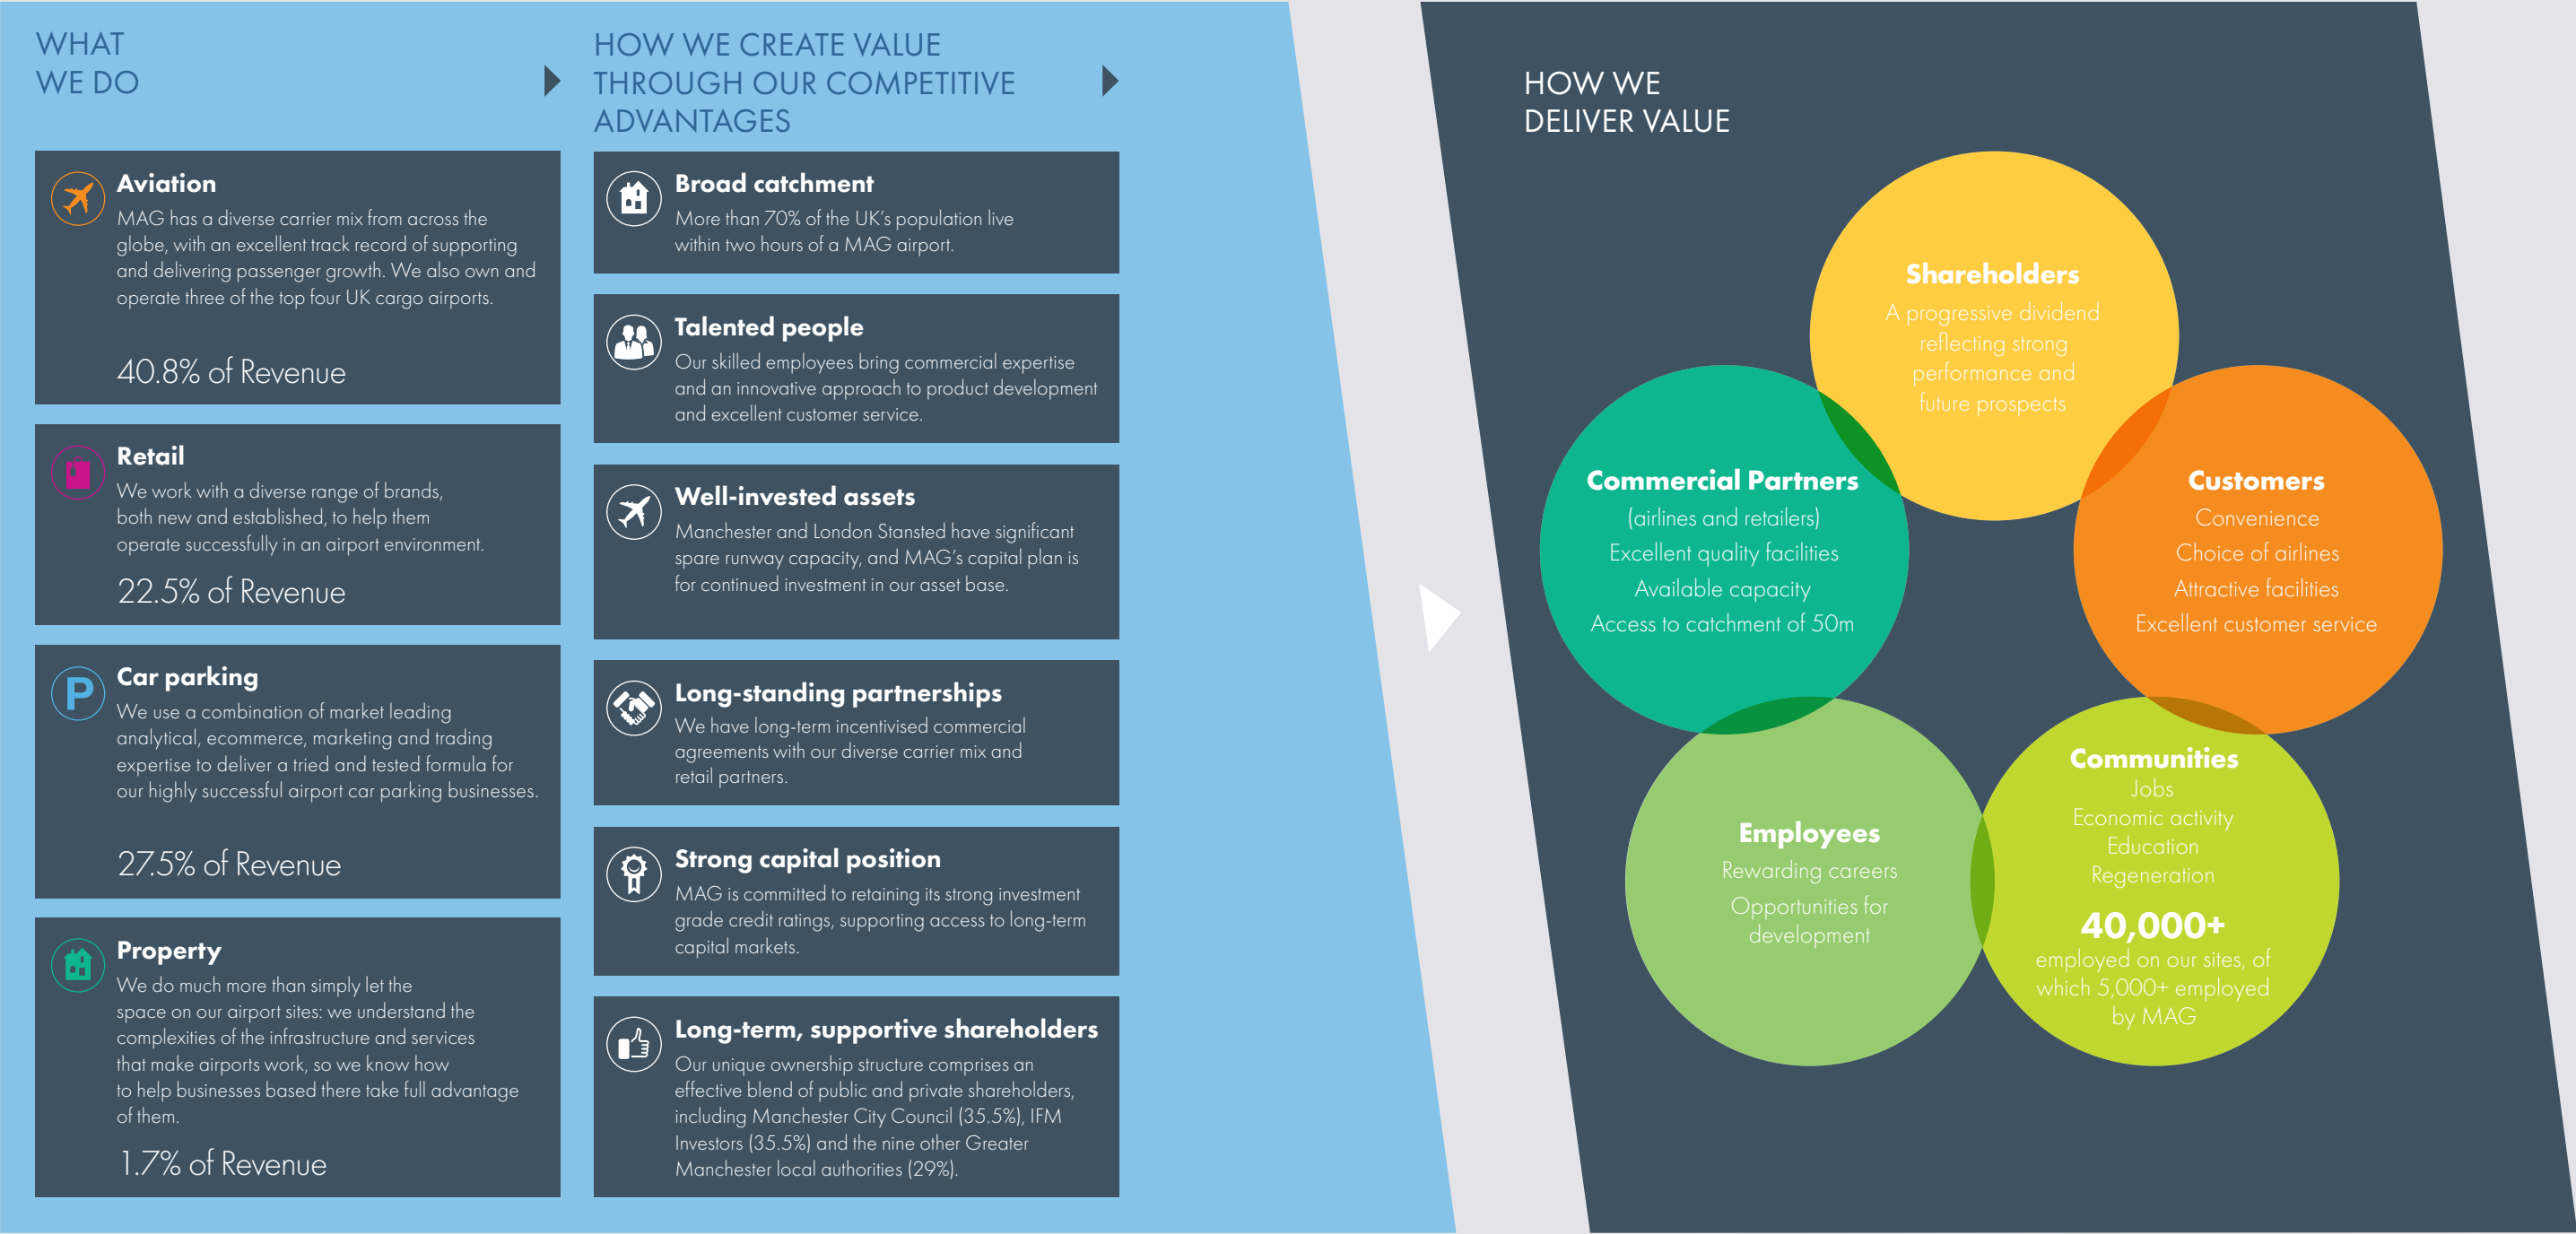 WHAT
WE DO
Aviation
MAG has a diverse carrier mix from across the
globe, with an excellent track record of supporting
and delivering passenger growth. We also own and
operate three of the top four UK cargo airports.
40.8% of Revenue
Retail
We work with a diverse range of brands,
both new and established, to help them
operate successfully in an airport environment.
22.5% of Revenue
P
Car parking
We use a combination of market leading
analytical, ecommerce, marketing and trading
expertise to deliver a tried and tested formula for
our highly successful airport car parking businesses.
27.5% of Revenue
Property
We do much more than simply let the
space on our airport sites: we understand the
complexities of the infrastructure and services
that make airports work, so we know how
to help businesses based there take full advantage
of them.
1.7% of Revenue
HOW WE CREATE VALUE
THROUGH OUR COMPETITIVE
ADVANTAGES
Broad catchment
More than 70% of the UK's population live
within two hours of a MAG airport.
Talented people
Our skilled employees bring commercial expertise
and an innovative approach to product development
and excellent customer service.
Well-invested assets
Manchester and London Stansted have significant
spare runway capacity, and MAG's capital plan is
for continued investment in our asset base.
Long-standing partnerships
We have long-term incentivised commercial
agreements with our diverse carrier mix and
retail partners.
Strong capital position
MAG is committed to retaining its strong investment
grade credit ratings, supporting access to long-term
capital markets.
Long-term, supportive shareholders
Our unique ownership structure comprises an
effective blend of public and private shareholders,
including Manchester City Council (35.5%), IFM
Investors (35.5%) and the nine other Greater
Manchester local authorities (29%).
HOW WE
DELIVER VALUE
Shareholders
A progressive dividend
reflecting strong
performance and
future prospects
Commercial Partners
(airlines and retailers)
Excellent quality facilities
Available capacity
Access to catchment of 50m
Customers
Convenience
Choice of airlines
Attractive facilities
Excellent customer service
Employees
Rewarding careers
Opportunities for
development
Communities
Jobs
Economic activity
Education
Regeneration
40,000+
employed on our sites, of
which 5,000+ employed
by MAG